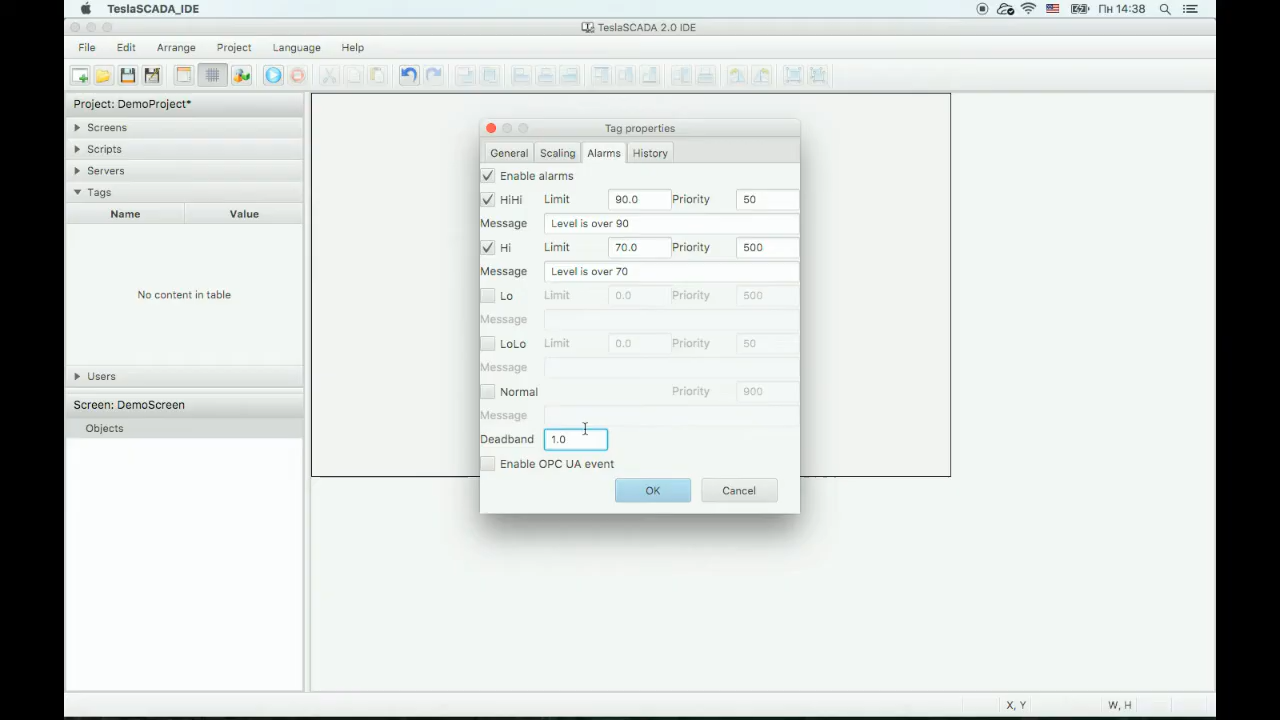 TeslaSCADA_IDE
Пн 14:38
TeslaSCADA 2.0 IDE
File Edit Arrange Project Language Help
Project: DemoProject*
Screens
Scripts
Servers
Tags
Name Value
No content in table
Users
Screen: DemoScreen
Objects
Tag properties
General Scaling Alarms History
Enable alarms
HiHi Limit 90.0 Priority 50
Message Level is over 90
Hi Limit 70.0 Priority 500
Message Level is over 70
Lo Limit 0.0 Priority 500
Message
LoLo Limit 0.0 Priority 50
Message
Normal Priority 900
Message
Deadband 1.0
Enable OPC UA event
OK Cancel
X, Y W, H